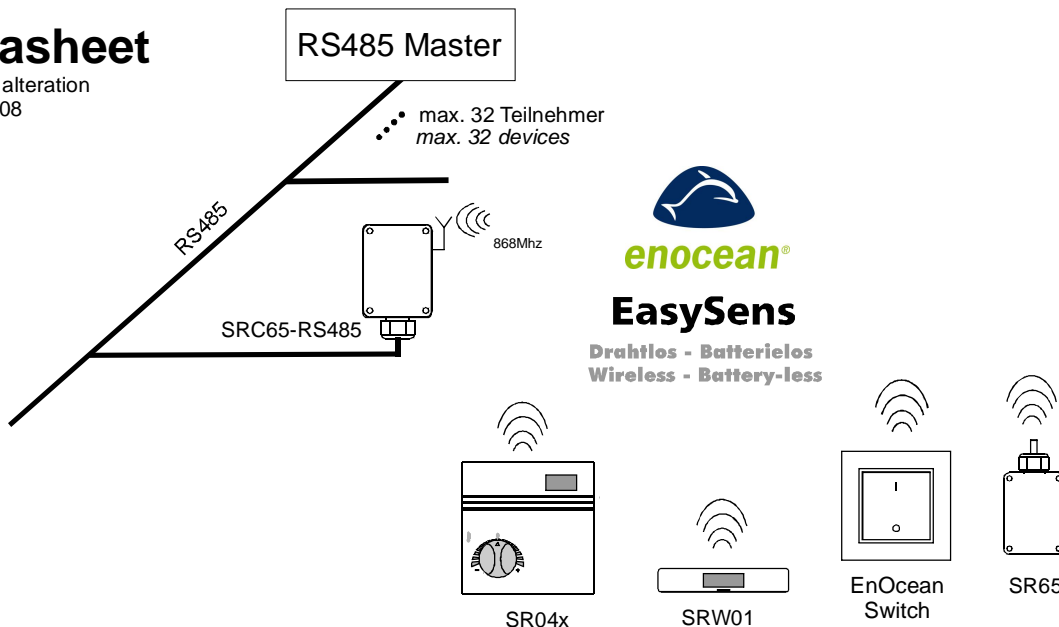 asheet
alteration
08
RS485 Master
max. 32 Teilnehmer
max. 32 devices
RS485
868Mhz
SRC65-RS485
enocean®
EasySens
Drahtlos - Batterielos
Wireless - Battery-less
I
O
- +
SR04x
SRW01
EnOcean
Switch
SR65